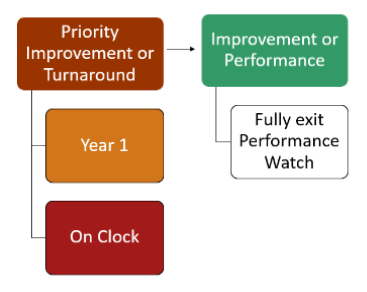 Priority
Improvement or
Turnaround
Improvement or
Performance
Year 1
Fully exit
Performance
Watch
On Clock